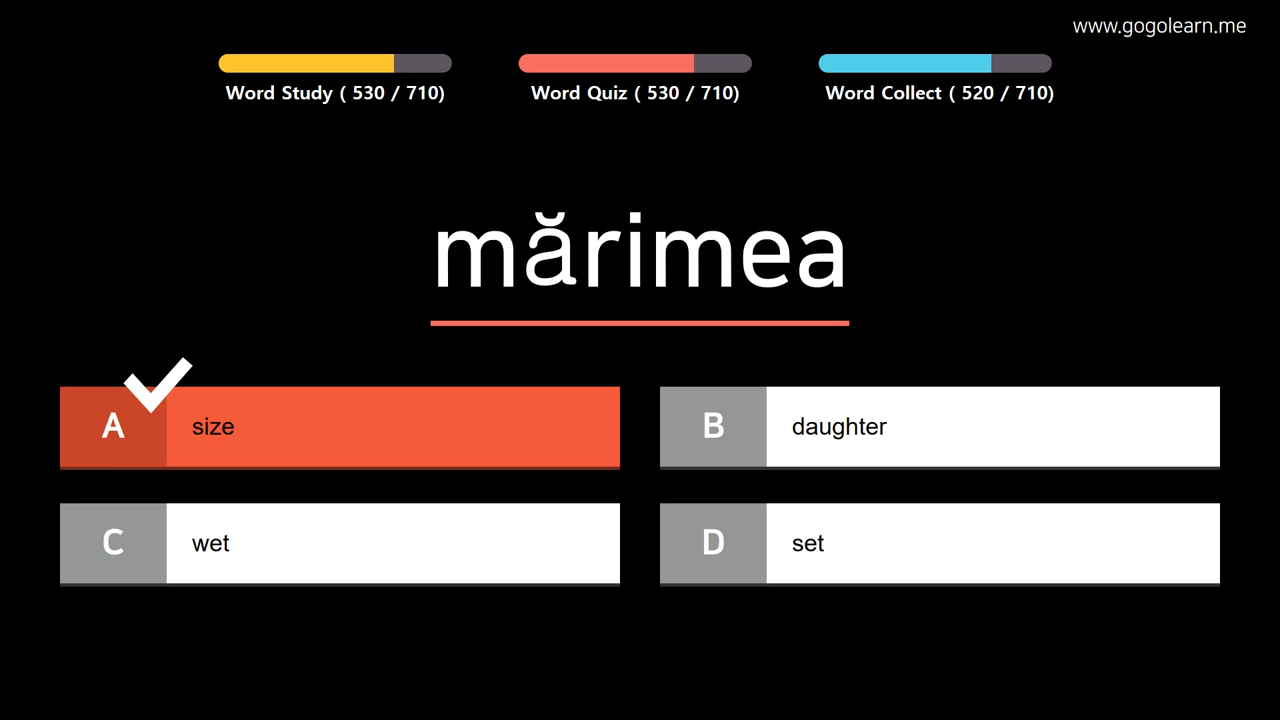 www.gogolearn.me
Word Study ( 530 / 710)
Word Quiz ( 530 / 710)
Word Collect ( 520 / 710)
mărimea
A size
B daughter
C wet
D set